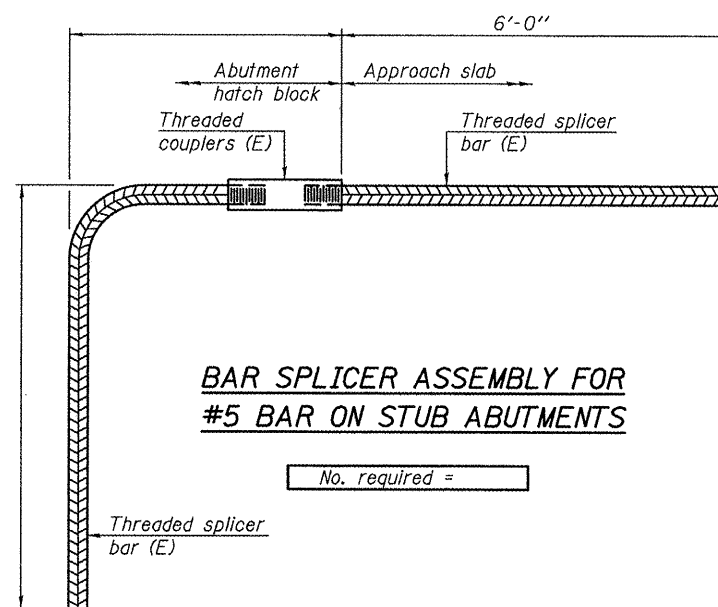 6'-0"
Abutment
hatch block
Approach slab
Threaded
couplers (E)
Threaded splicer
bar (E)
BAR SPLICER ASSEMBLY FOR
#5 BAR ON STUB ABUTMENTS
No. required =
Threaded splicer
bar (E)